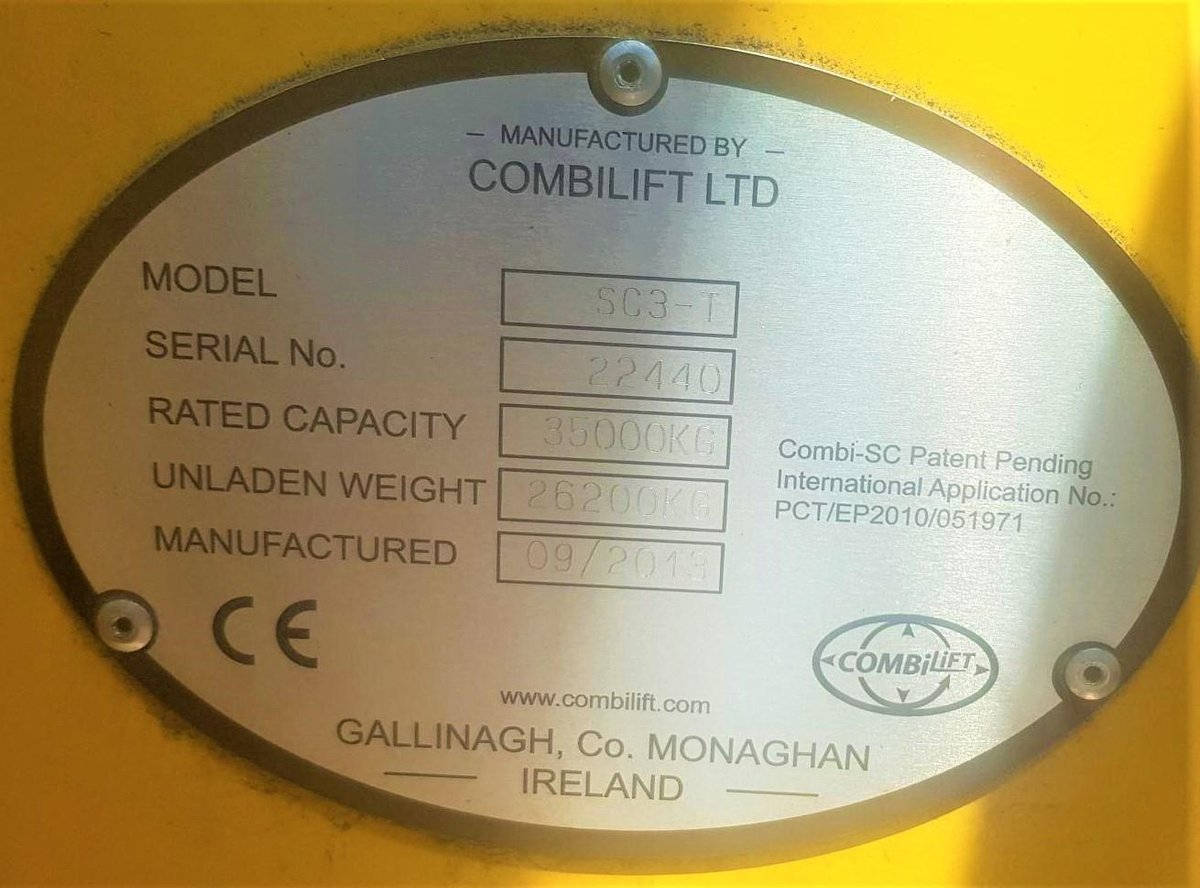 — MANUFACTURED BY —
COMBILIFT LTD
MODEL SC3-T
SERIAL No. 22440
RATED CAPACITY 35000KG
UNLADEN WEIGHT 26200KG
MANUFACTURED 09/2013
Combi-SC Patent Pending
International Application No.:
PCT/EP2010/051971
CE
COMBiLiFT
www.combilift.com
GALLINAGH, Co. MONAGHAN
IRELAND